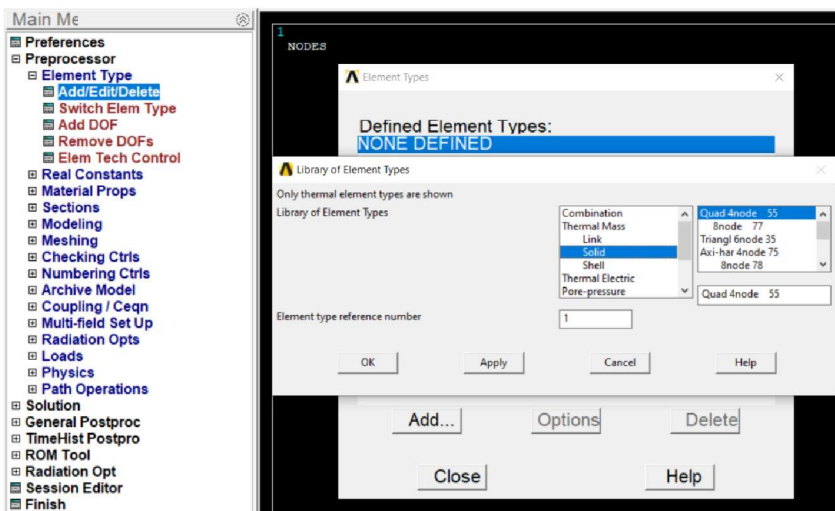 Main Me
Preferences
Preprocessor
Element Type
Add/Edit/Delete
Switch Elem Type
Add DOF
Remove DOFs
Elem Tech Control
Real Constants
Material Props
Sections
Modeling
Meshing
Checking Ctrls
Numbering Ctrls
Archive Model
Coupling / Ceqn
Multi-field Set Up
Radiation Opts
Loads
Physics
Path Operations
Solution
General Postproc
TimeHist Postpro
ROM Tool
Radiation Opt
Session Editor
Finish
1
NODES
Element Types
Defined Element Types:
NONE DEFINED
Library of Element Types
Only thermal element types are shown
Library of Element Types
Combination
Thermal Mass
Link
Solid
Shell
Thermal Electric
Pore-pressure
Quad 4node 55
8node 77
Triangl 6node 35
Axi-har 4node 75
8node 78
Quad 4node 55
Element type reference number
1
OK
Apply
Cancel
Help
Add...
Options
Delete
Close
Help